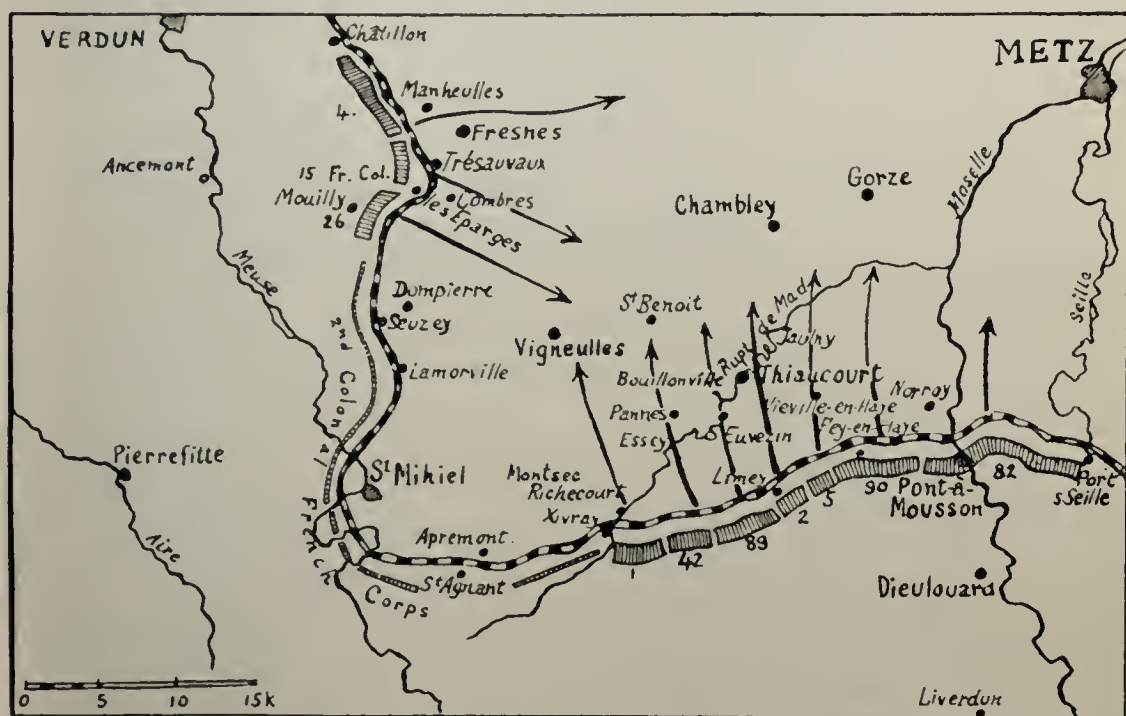 VERDUN
Châtillon
METZ
Manheulles
4.
Fresnes
Trésauvaux
Ancemont
15 Fr. Col.
Mouilly
26
Combres
les Eparges
Gorze
Moselle
Chambley
Meuse
Seille
Dompierre
Seuzey
St Benoit
Rupt de Mad
Jaulny
Vigneulles
2nd Colonial
Lamorville
Bouillonville
Thiaucourt
Pannes
Vieville-en-Haye
Norroy
Essey
Euvezin
Fey-en-Haye
Pierrefitte
St Mihiel
Montsec
Limey
Richecourt
Xivray
2
5
90
Pont-à-
Mousson
82
Port
s Seille
French
Apremont.
1
42
89
Aire
St Agnant
Corps
Dieulouard
0 5 10 15k
Liverdun